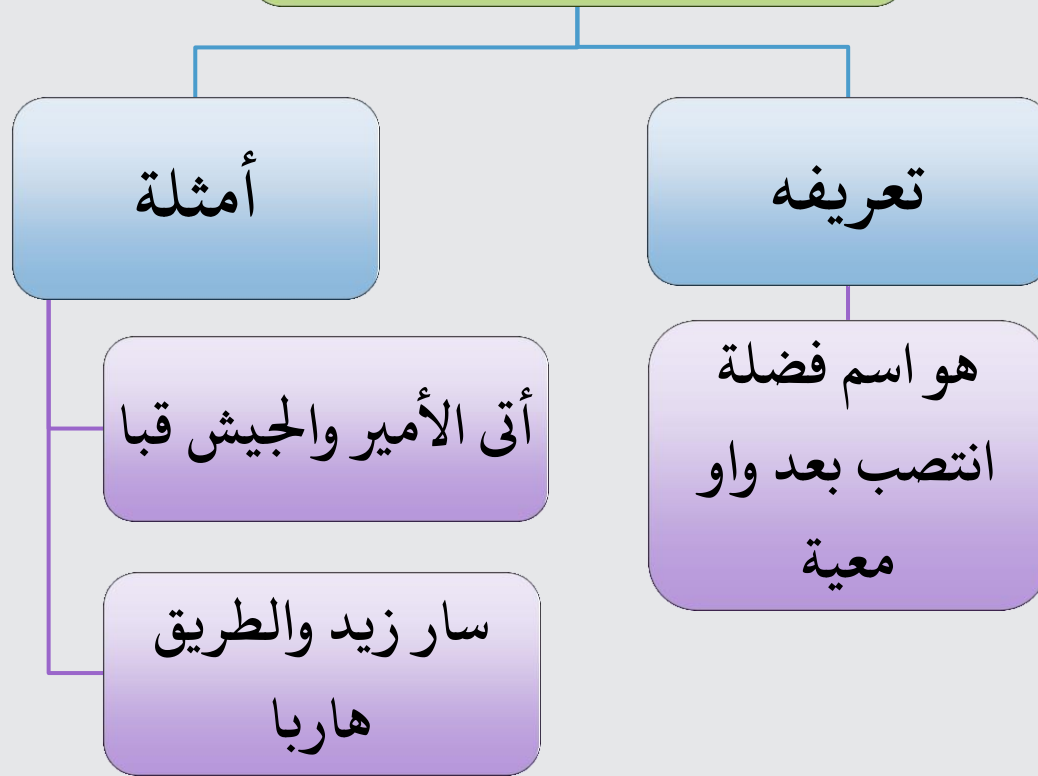 تعريفه
هو اسم فضلة
انتصب بعد واو
معية
أمثلة
أتى الأمير والجيش قبا
سار زيد والطريق
هاربا